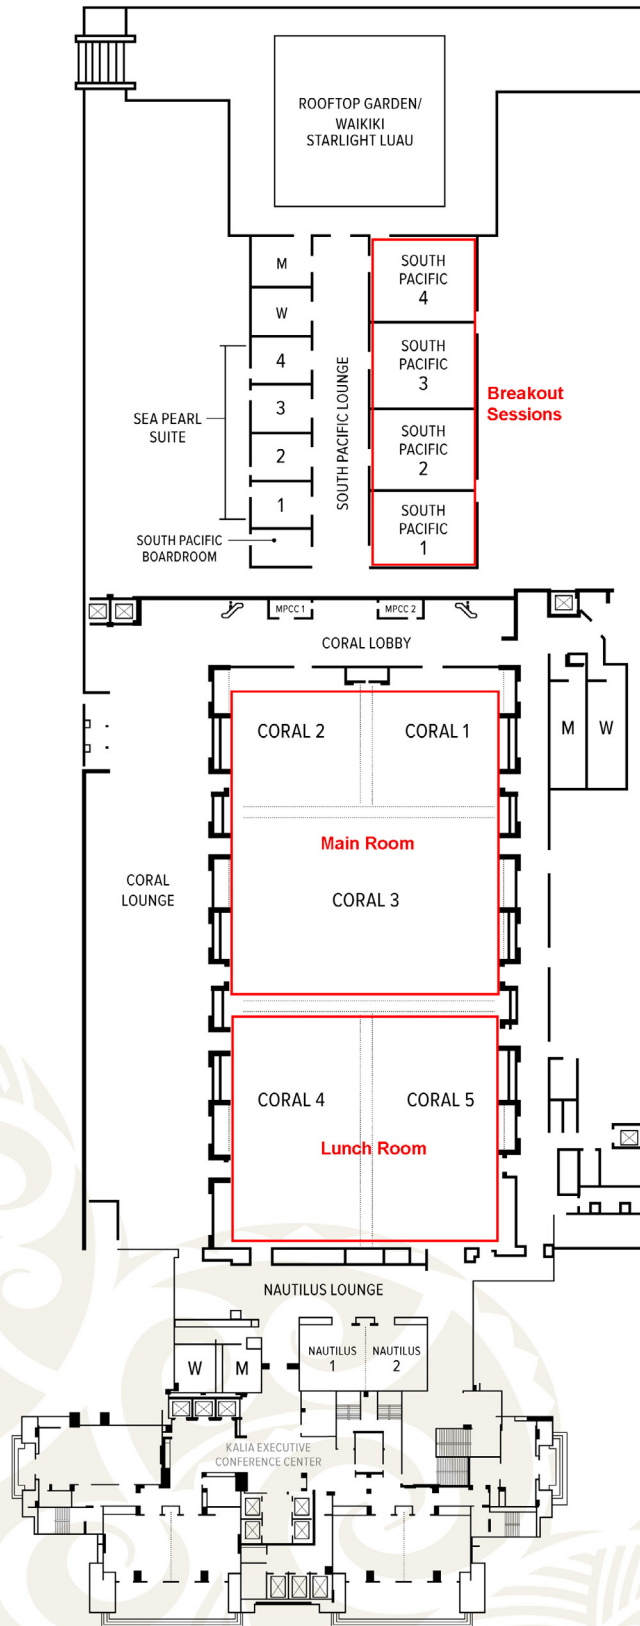 ROOFTOP GARDEN/
WAIKIKI
STARLIGHT LUAU
M
W
4
3
2
1
SEA PEARL
SUITE
SOUTH PACIFIC
BOARDROOM
SOUTH PACIFIC LOUNGE
SOUTH
PACIFIC
4
SOUTH
PACIFIC
3
SOUTH
PACIFIC
2
SOUTH
PACIFIC
1
Breakout
Sessions
MPCC 1
MPCC 2
CORAL LOBBY
CORAL 2
CORAL 1
M
W
Main Room
CORAL 3
CORAL
LOUNGE
CORAL 4
CORAL 5
Lunch Room
NAUTILUS LOUNGE
NAUTILUS
1
NAUTILUS
2
W
M
KALIA EXECUTIVE
CONFERENCE CENTER